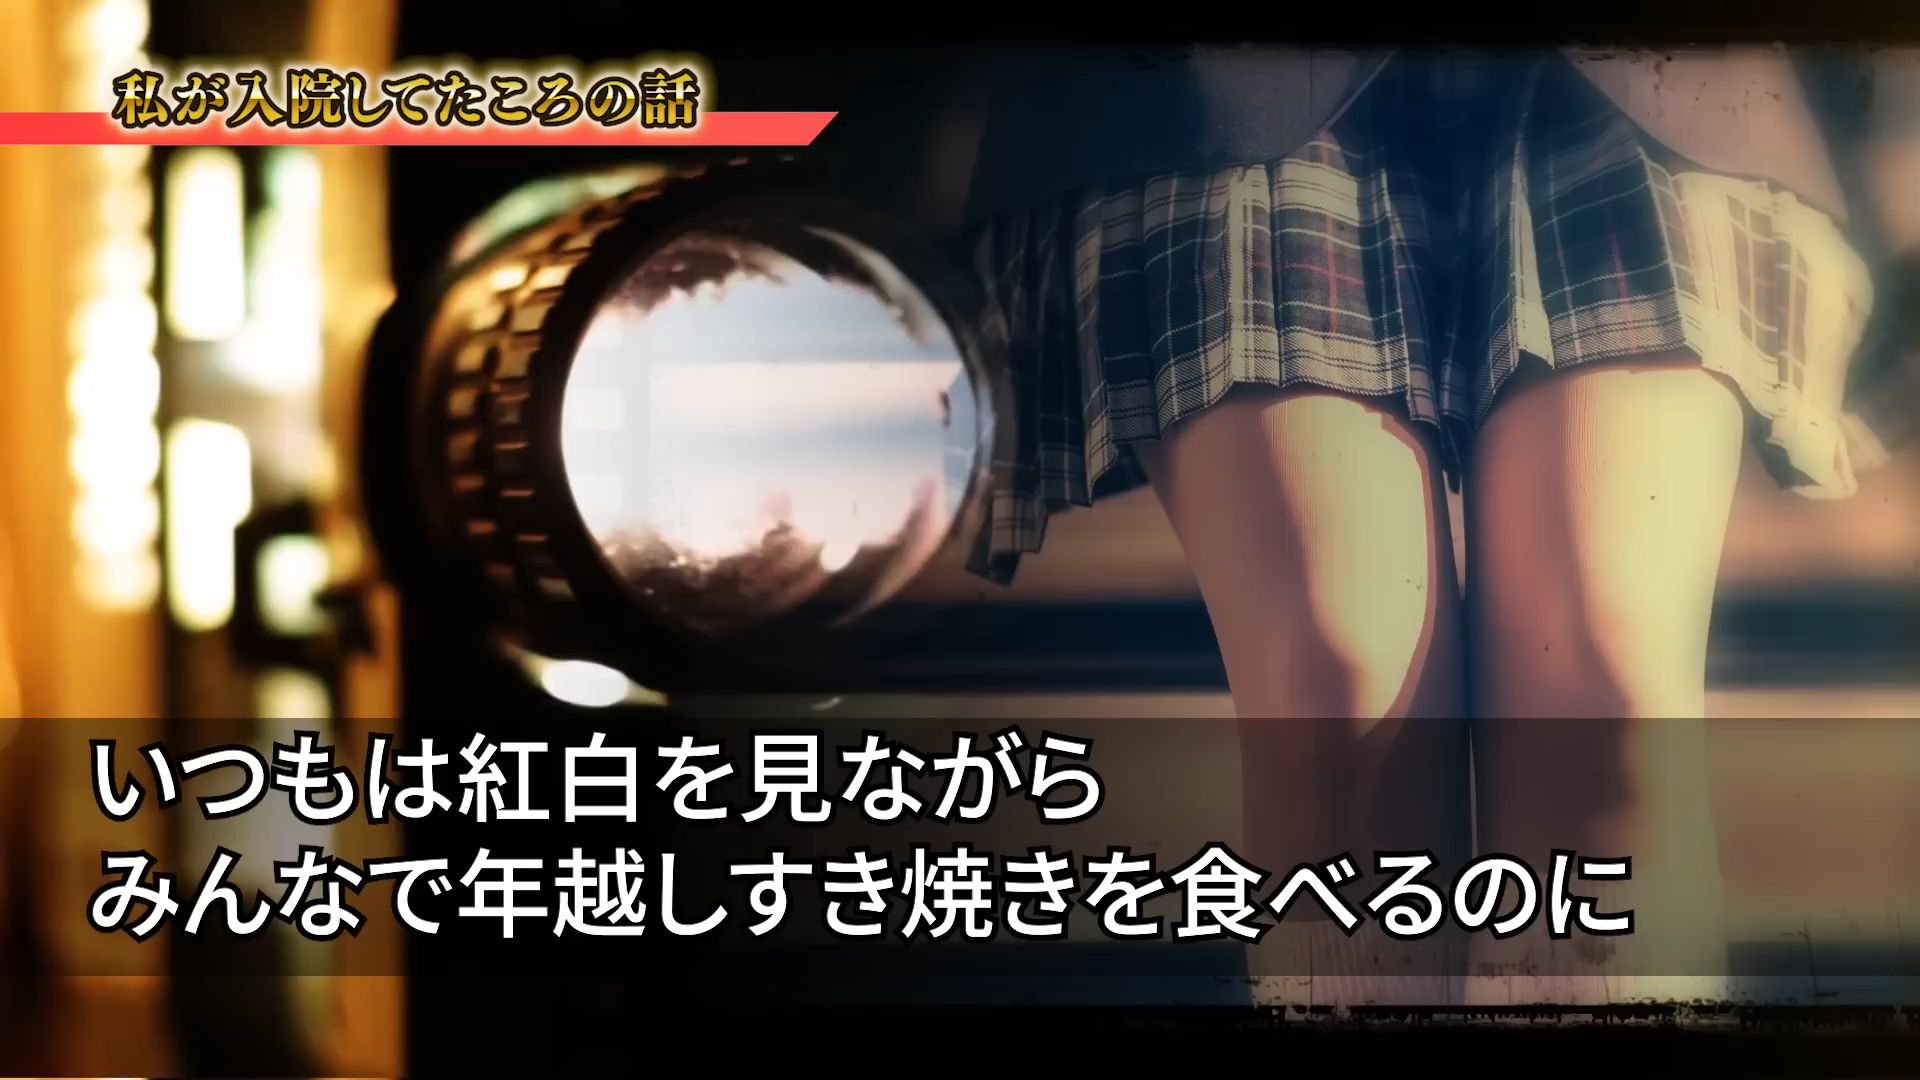 私が入院してたころの話
いつもは紅白を見ながら
みんなで年越しすき焼きを食べるのに